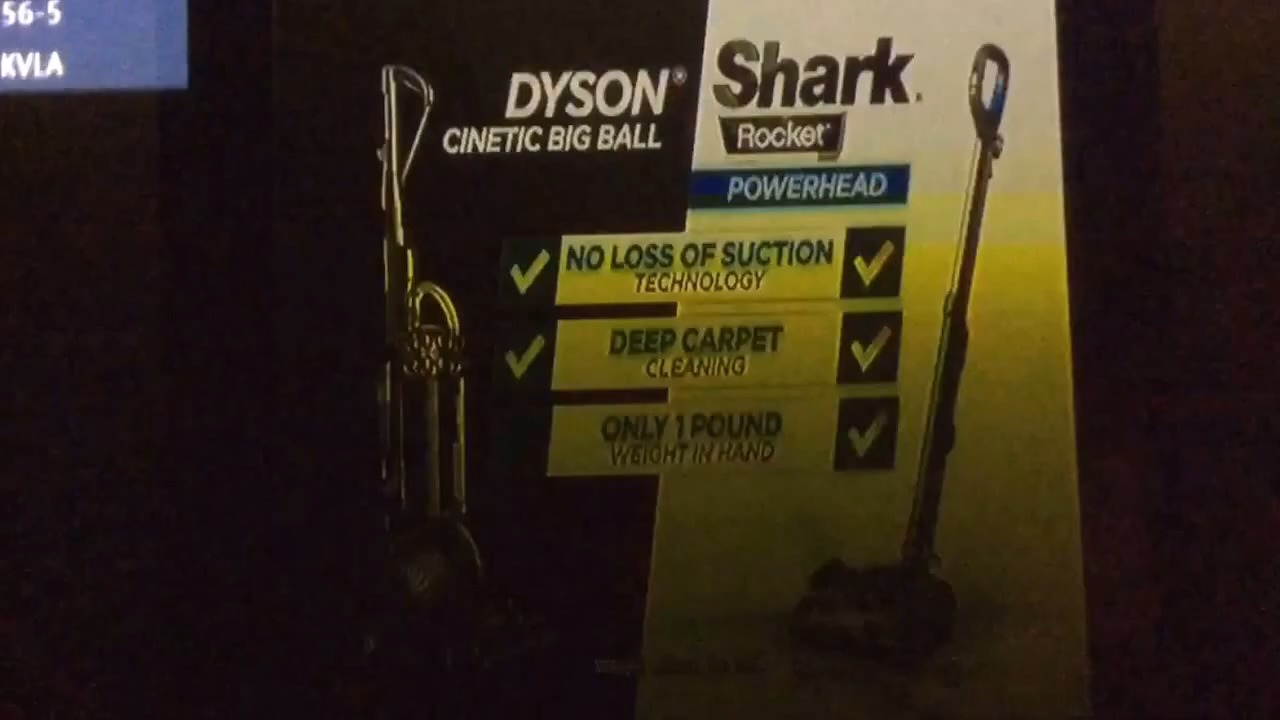 56-5
KVLA
DYSON®
CINETIC BIG BALL
Shark.
Rocket®
POWERHEAD
NO LOSS OF SUCTION
TECHNOLOGY
DEEP CARPET
CLEANING
ONLY 1 POUND
WEIGHT IN HAND